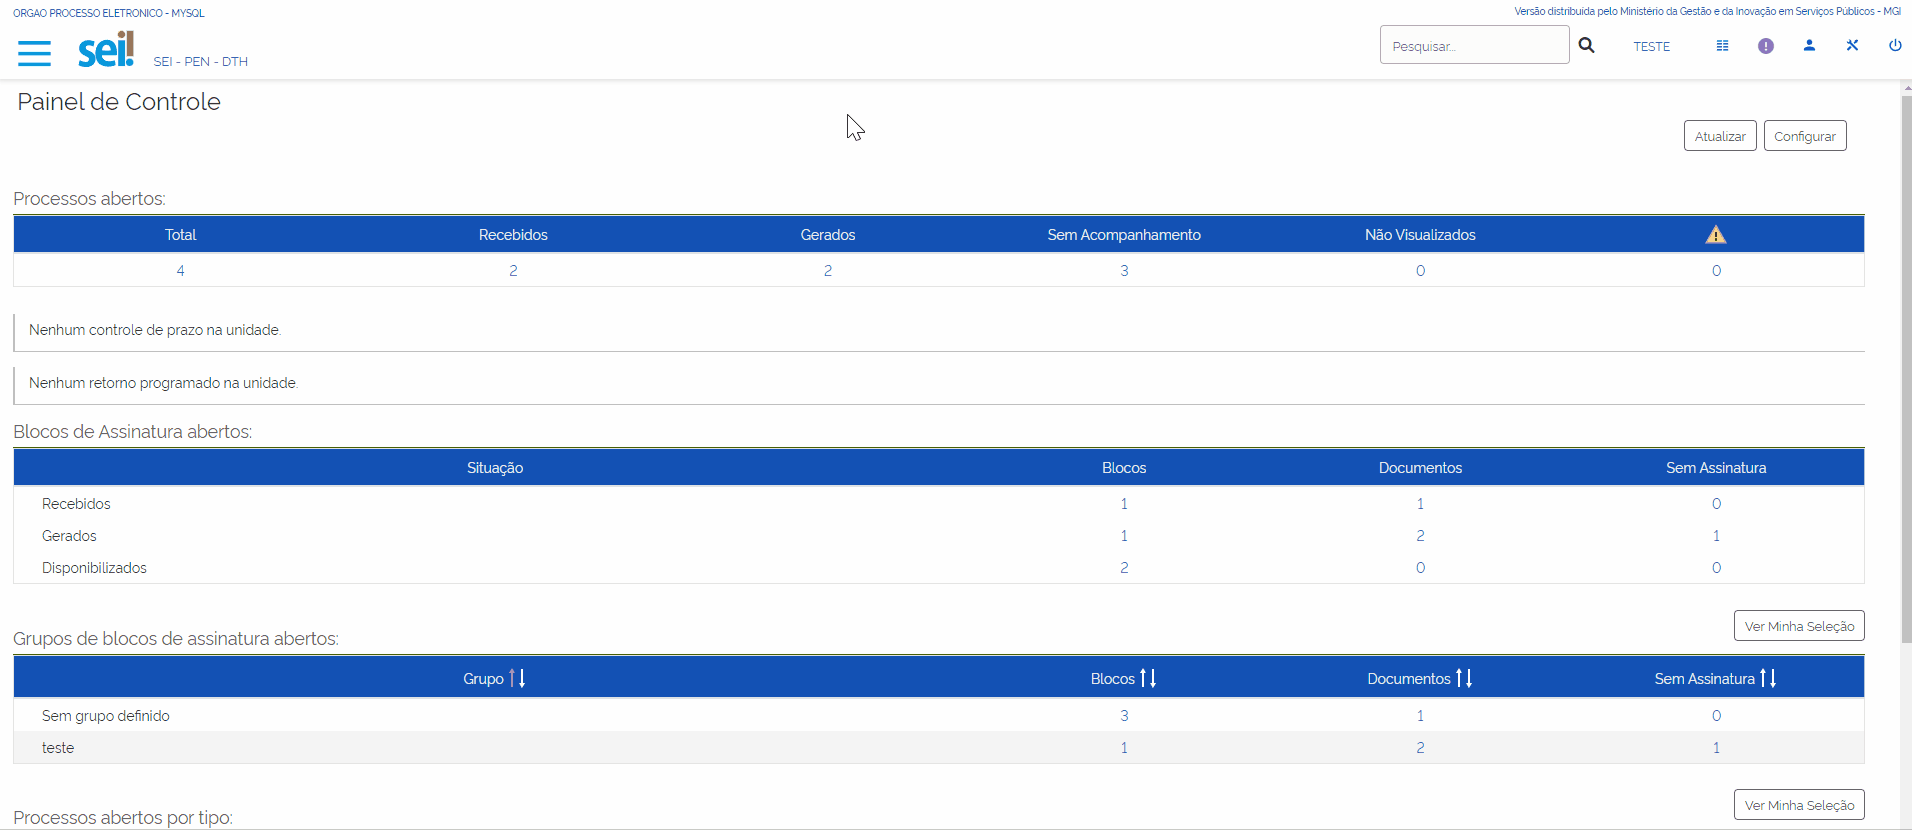 ORGAO PROCESSO ELETRONICO - MYSQL
Versão distribuída pelo Ministério da Gestão e da Inovação em Serviços Públicos - MGI
sei! SEI - PEN - DTH Pesquisar... TESTE
Painel de Controle
Atualizar Configurar
Processos abertos:
Total Recebidos Gerados Sem Acompanhamento Não Visualizados
4 2 2 3 0 0
Nenhum controle de prazo na unidade.
Nenhum retorno programado na unidade.
Blocos de Assinatura abertos:
Situação Blocos Documentos Sem Assinatura
Recebidos 1 1 0
Gerados 1 2 1
Disponibilizados 2 0 0
Ver Minha Seleção
Grupos de blocos de assinatura abertos:
Grupo Blocos Documentos Sem Assinatura
Sem grupo definido 3 1 0
teste 1 2 1
Ver Minha Seleção
Processos abertos por tipo: